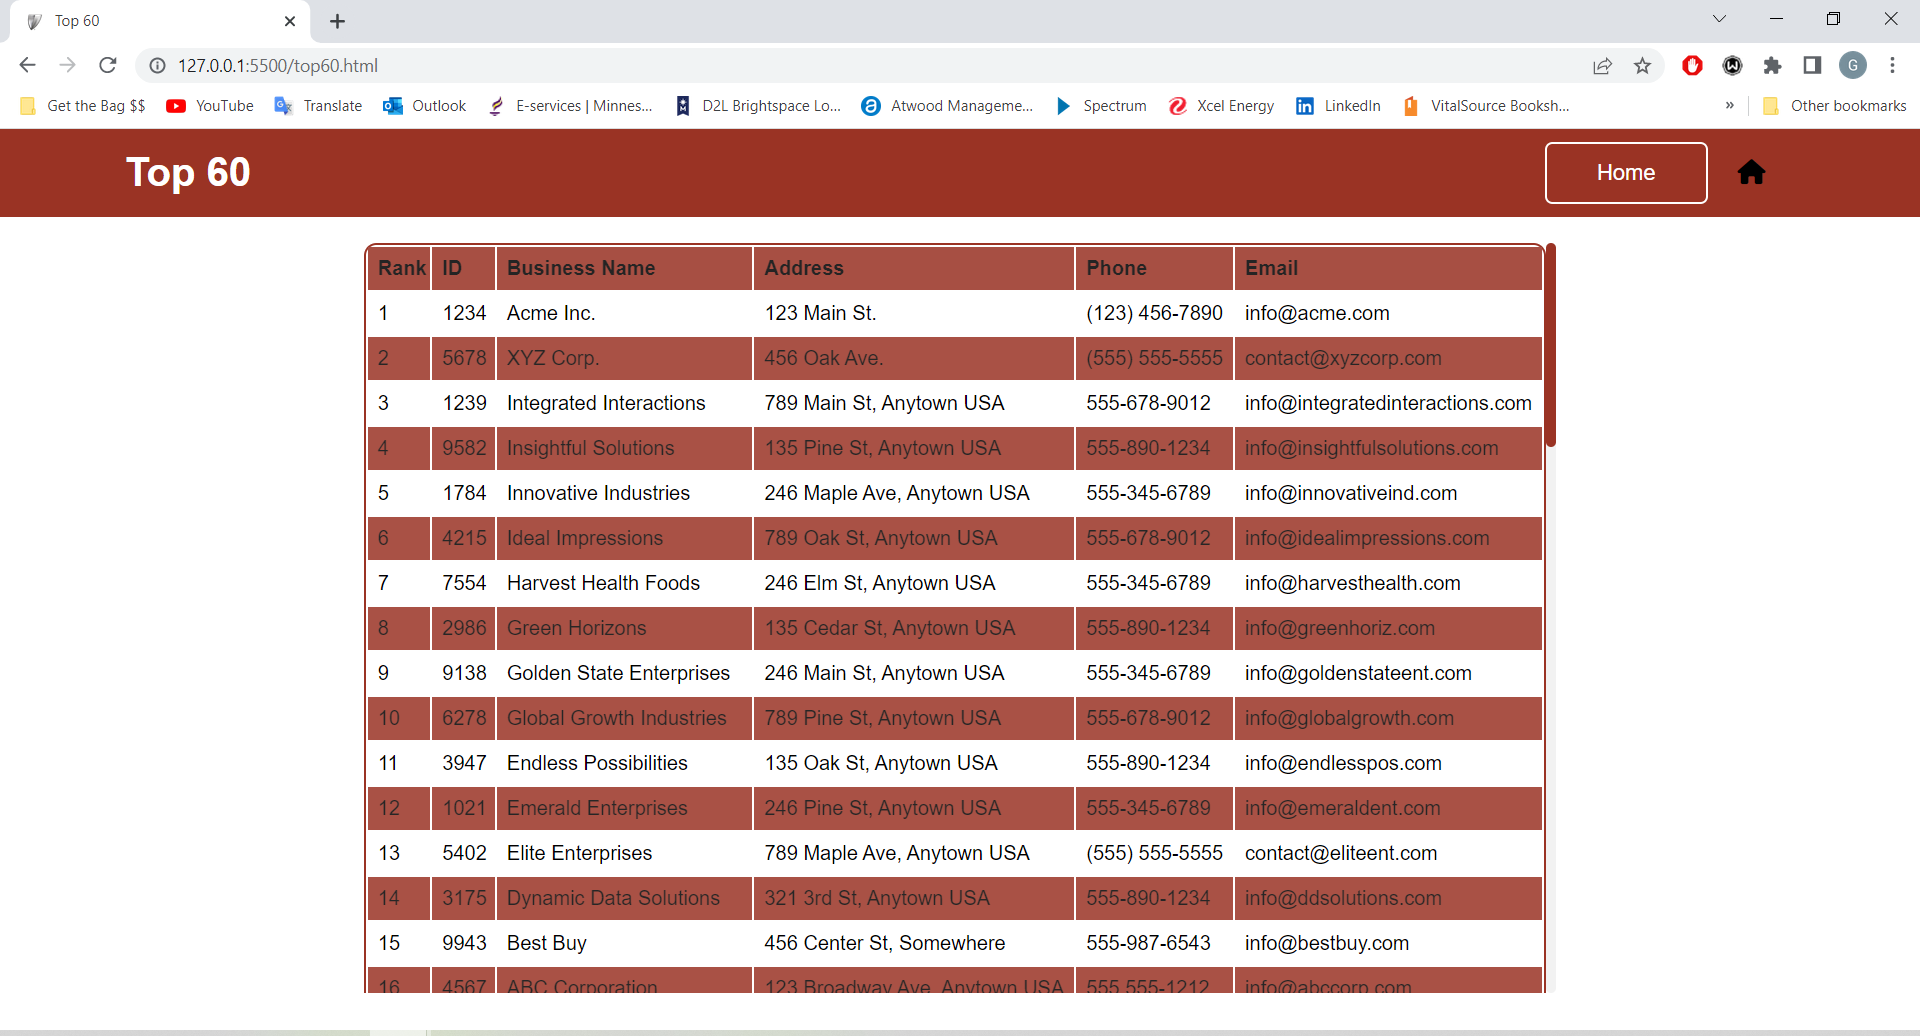 Top 60
127.0.0.1:5500/top60.html
G
Get the Bag $$ YouTube Translate Outlook E-services | Minnes... D2L Brightspace Lo... Atwood Manageme... Spectrum Xcel Energy LinkedIn VitalSource Booksh... » Other bookmarks
Top 60 Home
Rank ID Business Name Address Phone Email
1 1234 Acme Inc. 123 Main St. (123) 456-7890 info@acme.com
2 5678 XYZ Corp. 456 Oak Ave. (555) 555-5555 contact@xyzcorp.com
3 1239 Integrated Interactions 789 Main St, Anytown USA 555-678-9012 info@integratedinteractions.com
4 9582 Insightful Solutions 135 Pine St, Anytown USA 555-890-1234 info@insightfulsolutions.com
5 1784 Innovative Industries 246 Maple Ave, Anytown USA 555-345-6789 info@innovativeind.com
6 4215 Ideal Impressions 789 Oak St, Anytown USA 555-678-9012 info@idealimpressions.com
7 7554 Harvest Health Foods 246 Elm St, Anytown USA 555-345-6789 info@harvesthealth.com
8 2986 Green Horizons 135 Cedar St, Anytown USA 555-890-1234 info@greenhoriz.com
9 9138 Golden State Enterprises 246 Main St, Anytown USA 555-345-6789 info@goldenstateent.com
10 6278 Global Growth Industries 789 Pine St, Anytown USA 555-678-9012 info@globalgrowth.com
11 3947 Endless Possibilities 135 Oak St, Anytown USA 555-890-1234 info@endlesspos.com
12 1021 Emerald Enterprises 246 Pine St, Anytown USA 555-345-6789 info@emeraldent.com
13 5402 Elite Enterprises 789 Maple Ave, Anytown USA (555) 555-5555 contact@eliteent.com
14 3175 Dynamic Data Solutions 321 3rd St, Anytown USA 555-890-1234 info@ddsolutions.com
15 9943 Best Buy 456 Center St, Somewhere 555-987-6543 info@bestbuy.com
16 4567 ABC Corporation 123 Broadway Ave, Anytown USA 555 555-1212 info@abccorp.com